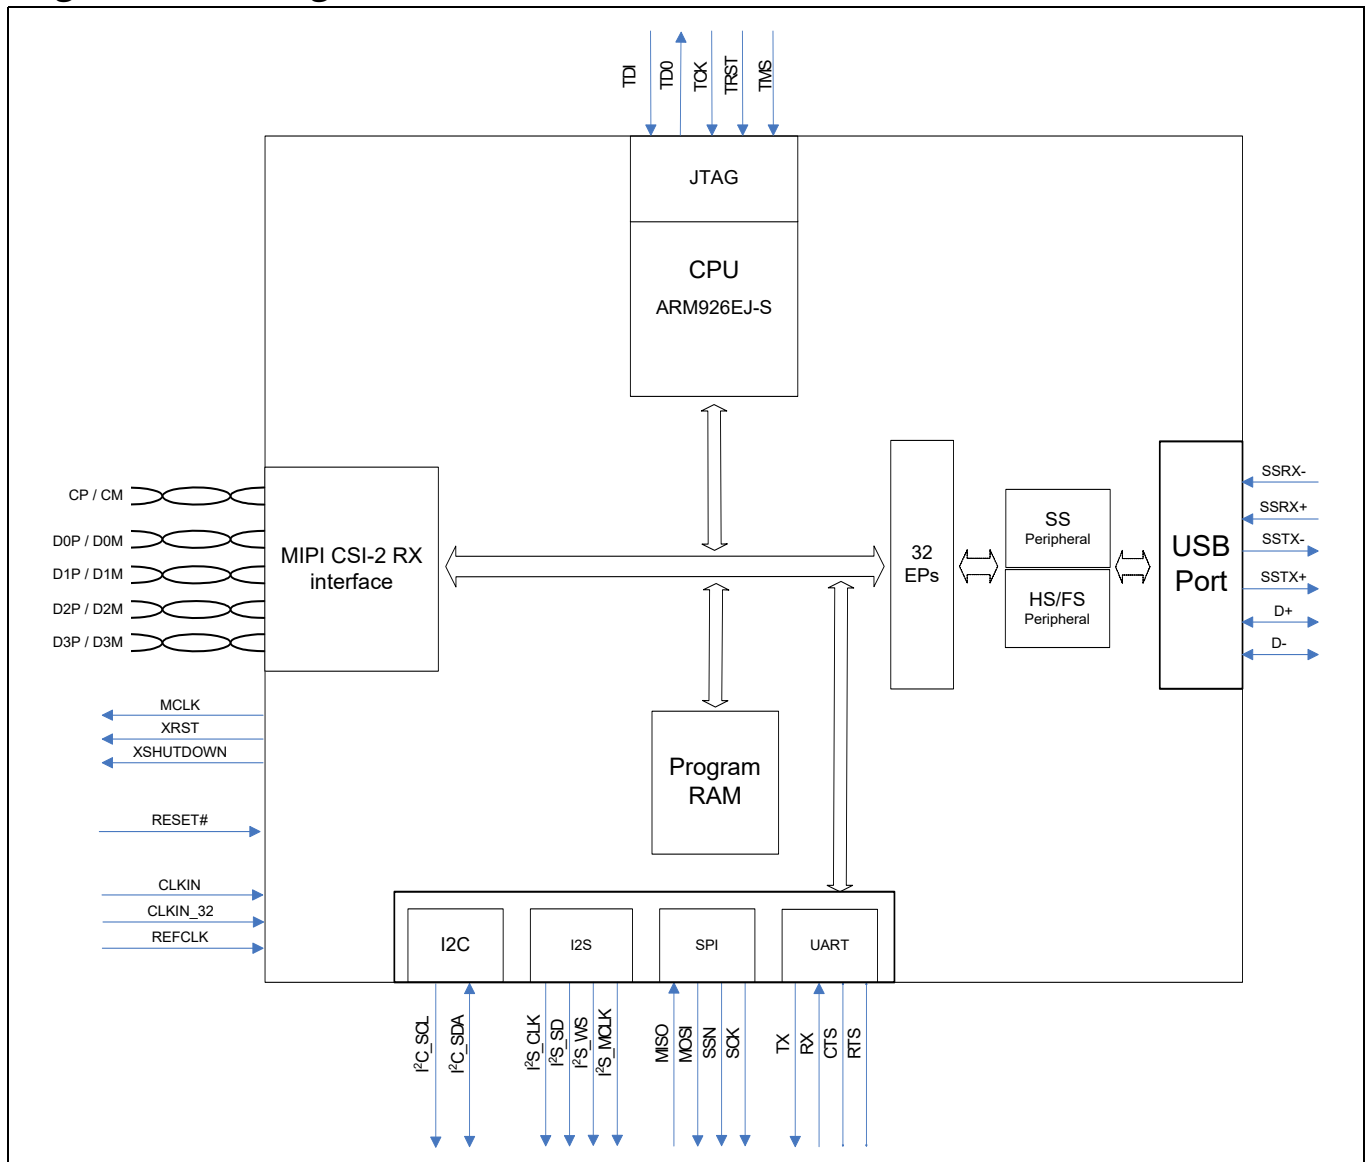 TDI
TD0
TCK
TRST
TMS
JTAG
CPU
ARM926EJ-S
CP / CM
D0P / D0M
D1P / D1M
D2P / D2M
D3P / D3M
MIPI CSI-2 RX
interface
32
EPs
SS
Peripheral
HS/FS
Peripheral
USB
Port
SSRX-
SSRX+
SSTX-
SSTX+
D+
D-
MCLK
XRST
XSHUTDOWN
RESET#
CLKIN
CLKIN_32
REFCLK
Program
RAM
I2C
I2S
SPI
UART
I²C_SCL
I²C_SDA
I²S_CLK
I²S_SD
I²S_WS
I²S_MCLK
MISO
MOSI
SSN
SCK
TX
RX
CTS
RTS